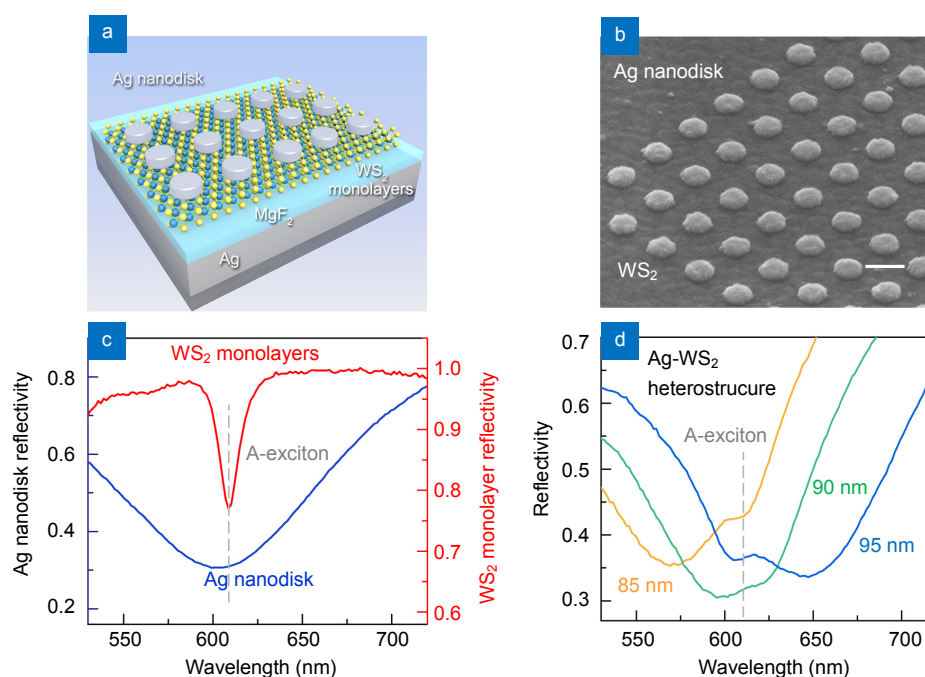 a
Ag nanodisk
WS2
monolayers
MgF2
Ag
b
Ag nanodisk
WS2
c
WS2 monolayers
A-exciton
Ag nanodisk
0.8
0.6
0.4
0.2
Ag nanodisk reflectivity
1.0
0.9
0.8
0.7
0.6
WS2 monolayer reflectivity
550
600
650
700
Wavelength (nm)
d
Ag-WS2
heterostrucure
A-exciton
90 nm
95 nm
85 nm
0.7
0.6
0.5
0.4
0.3
Reflectivity
550
600
650
700
Wavelength (nm)